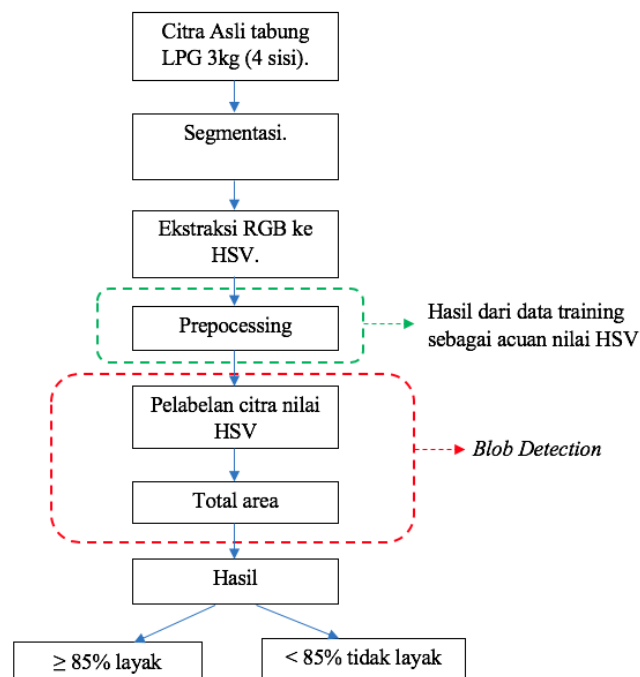 Citra Asli tabung
LPG 3kg (4 sisi).
Segmentasi.
Ekstraksi RGB ke
HSV.
Prepocessing
Hasil dari data training
sebagai acuan nilai HSV
Pelabelan citra nilai
HSV
Blob Detection
Total area
Hasil
≥ 85% layak
< 85% tidak layak